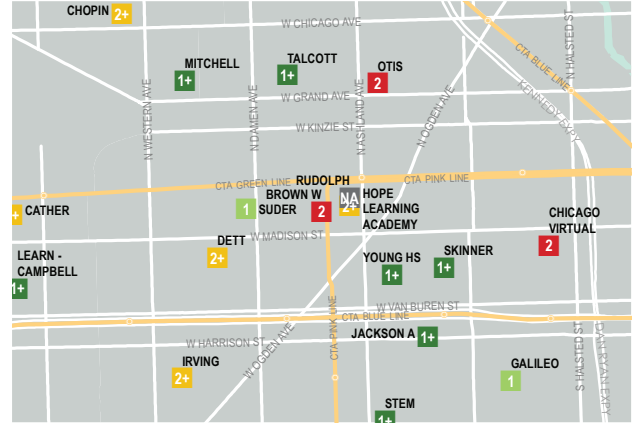 CHOPIN
2+
W CHICAGO AVE
N HALSTED ST
CTA BLUE LINE
MITCHELL
1+
TALCOTT
1+
OTIS
2
KENNEDY EXPY
N WESTERN AVE
N DAMEN AVE
W GRAND AVE
N ASHLAND AVE
N OGDEN AVE
W KINZIE ST
CTA GREEN LINE
RUDOLPH
NA
CTA PINK LINE
BROWN W
2
SUDER
1
HOPE
LEARNING
ACADEMY
2+
+
CATHER
W MADISON ST
DETT
2+
CHICAGO
VIRTUAL
2
LEARN -
CAMPBELL
1+
YOUNG HS
1+
SKINNER
1+
W VAN BUREN ST
CTA BLUE LINE
W HARRISON ST
W OGDEN AVE
CTA PINK LINE
JACKSON A
1+
S HALSTED ST
DAN RYAN EXPY
IRVING
2+
GALILEO
1
STEM
1+